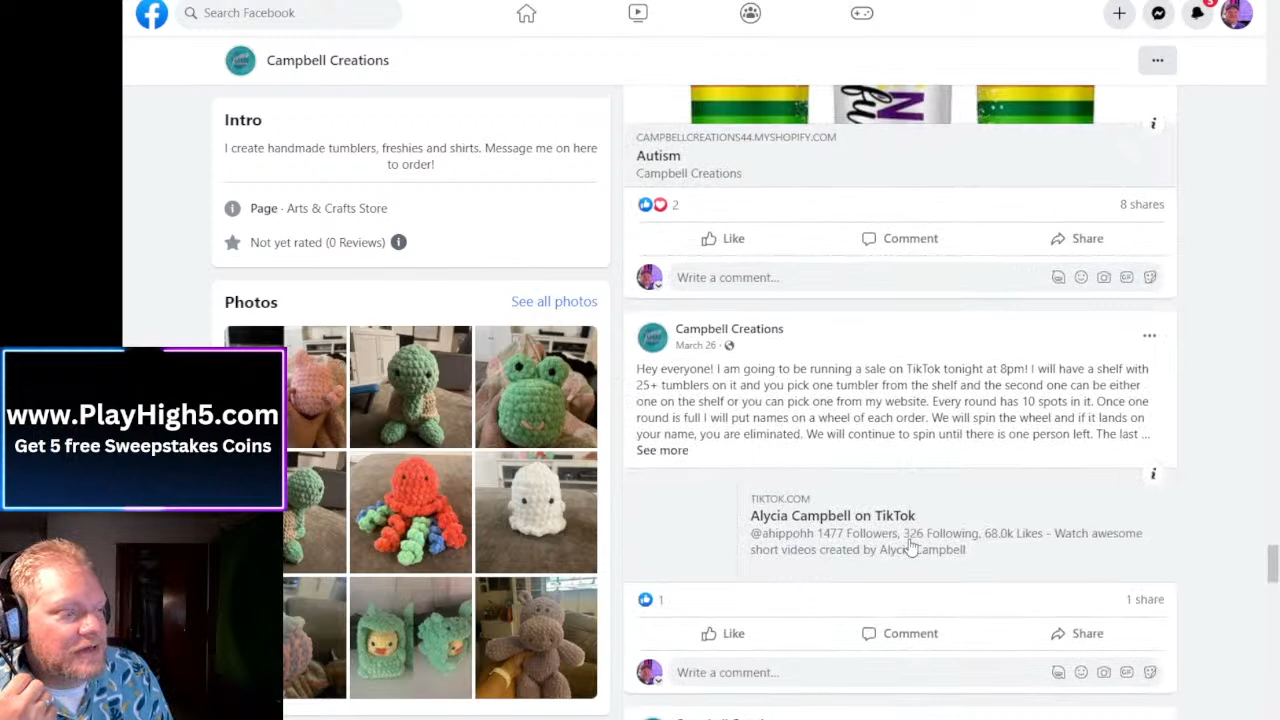 Search Facebook
5
Campbell Creations
Intro
I create handmade tumblers, freshies and shirts. Message me on here
to order!
Page · Arts & Crafts Store
Not yet rated (0 Reviews)
Photos
See all photos
www.PlayHigh5.com
Get 5 free Sweepstakes Coins
CAMPBELLCREATIONS44.MYSHOPIFY.COM
Autism
Campbell Creations
2
8 shares
Like
Comment
Share
Write a comment...
Campbell Creations
March 26 ·
Hey everyone! I am going to be running a sale on TikTok tonight at 8pm! I will have a shelf with
25+ tumblers on it and you pick one tumbler from the shelf and the second one can be either
one on the shelf or you can pick one from my website. Every round has 10 spots in it. Once one
round is full I will put names on a wheel of each order. We will spin the wheel and if it lands on
your name, you are eliminated. We will continue to spin until there is one person left. The last ...
See more
TIKTOK.COM
Alycia Campbell on TikTok
@ahippohh 1477 Followers, 326 Following, 68.0k Likes - Watch awesome
short videos created by Alycia Campbell
1
1 share
Like
Comment
Share
Write a comment...